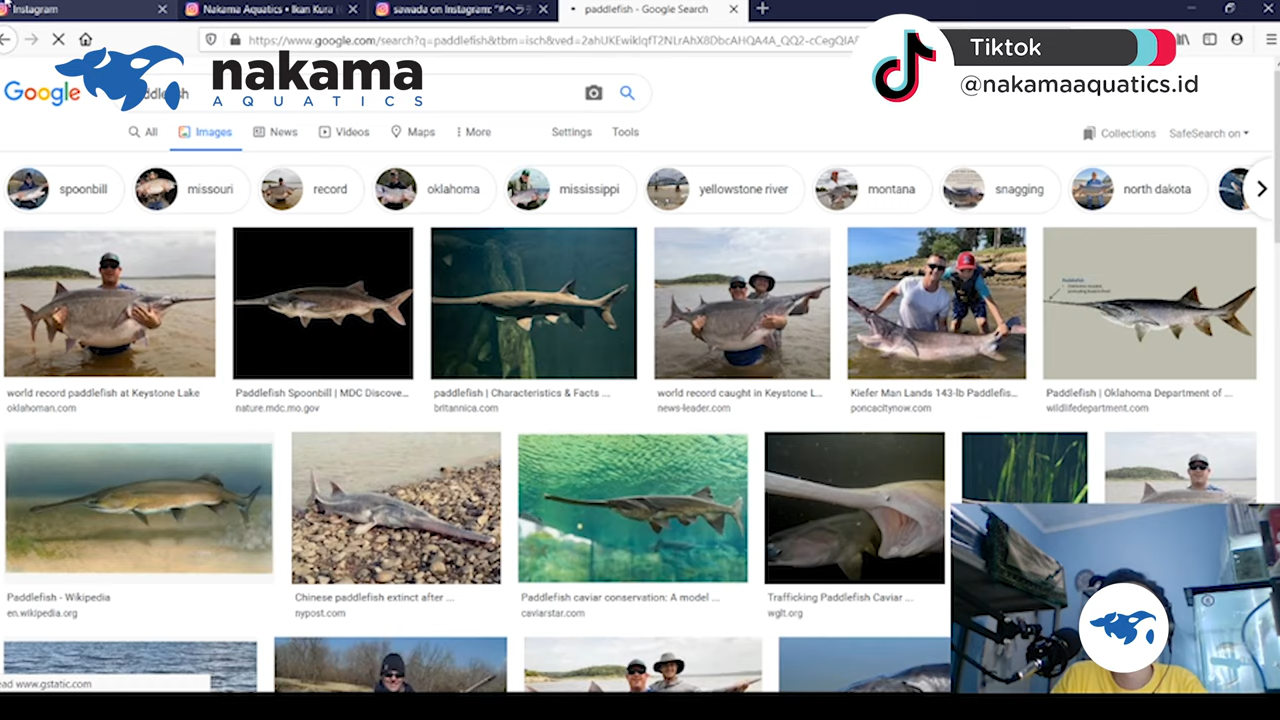 Instagram
Nakama Aquatics • Ikan Kura (
sawada on Instagram: "#ヘラチ
paddlefish - Google Search
https://www.google.com/search?q=paddlefish&tbm=isch&ved=
Tiktok
@nakamaaquatics.id
Google
nakama
AQUATICS
All
Images
News
Videos
Maps
More
Settings
Tools
Collections
SafeSearch on
spoonbill
missouri
record
oklahoma
mississippi
yellowstone river
montana
snagging
north dakota
Paddlefish
world record paddlefish at Keystone Lake
oklahoman.com
Paddlefish Spoonbill | MDC Discove...
nature.mdc.mo.gov
paddlefish | Characteristics & Facts ...
britannica.com
world record caught in Keystone L...
news-leader.com
Kiefer Man Lands 143-lb Paddlefis...
poncacitynow.com
Paddlefish | Oklahoma Department of ...
wildlifedepartment.com
Paddlefish - Wikipedia
en.wikipedia.org
Chinese paddlefish extinct after ...
nypost.com
Paddlefish caviar conservation: A model ...
caviarstar.com
Trafficking Paddlefish Caviar ...
wglt.org
ead www.gstatic.com